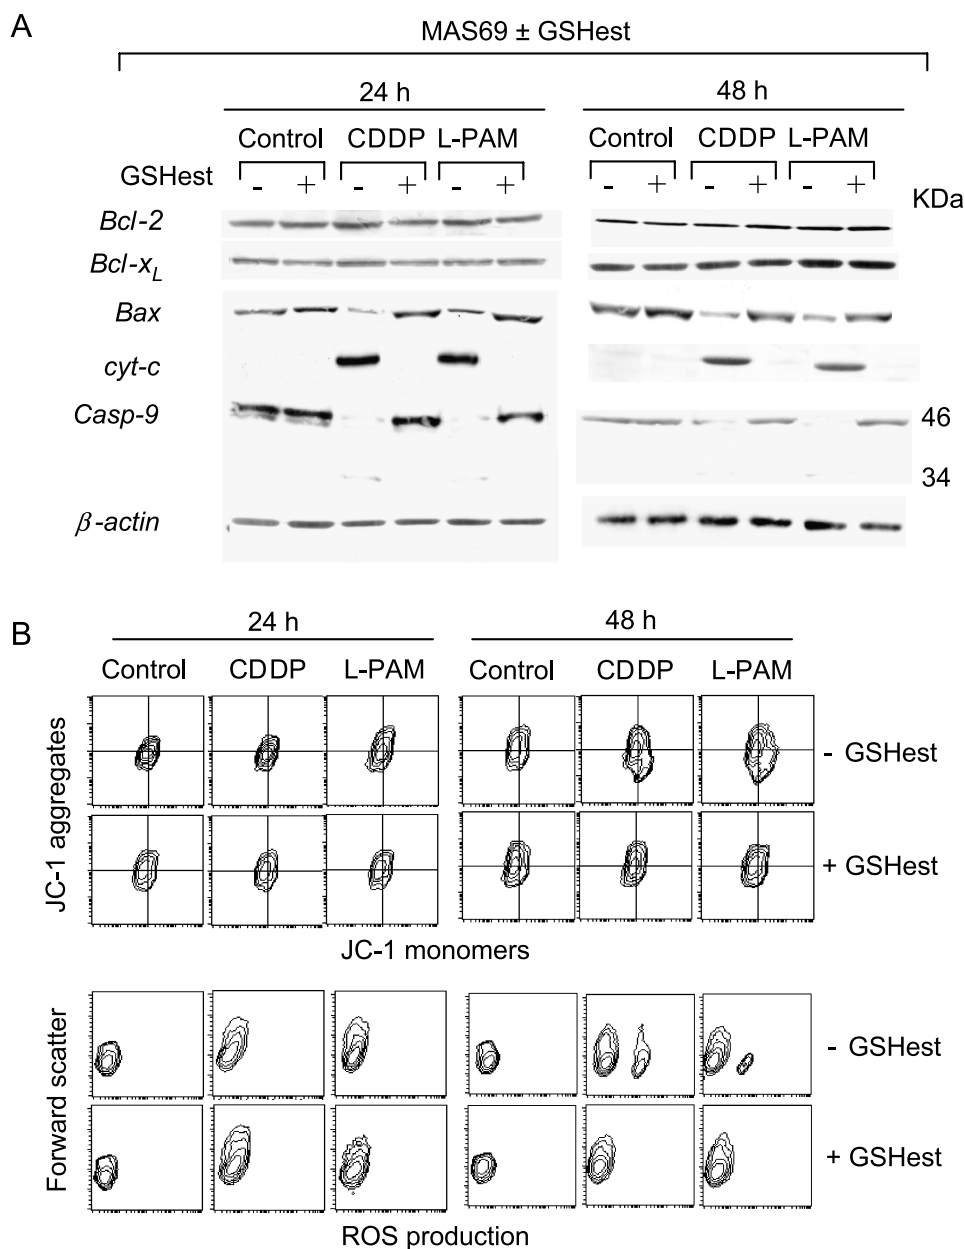 A
MAS69 ± GSHest
24 h 48 h
Control CDDP L-PAM Control CDDP L-PAM
GSHest - + - + - + - + - + - +
KDa
Bcl-2
Bcl-xL
Bax
cyt-c
Casp-9 46
34
β-actin
B
24 h 48 h
Control CDDP L-PAM Control CDDP L-PAM
JC-1 aggregates
- GSHest
+ GSHest
JC-1 monomers
Forward scatter
- GSHest
+ GSHest
ROS production